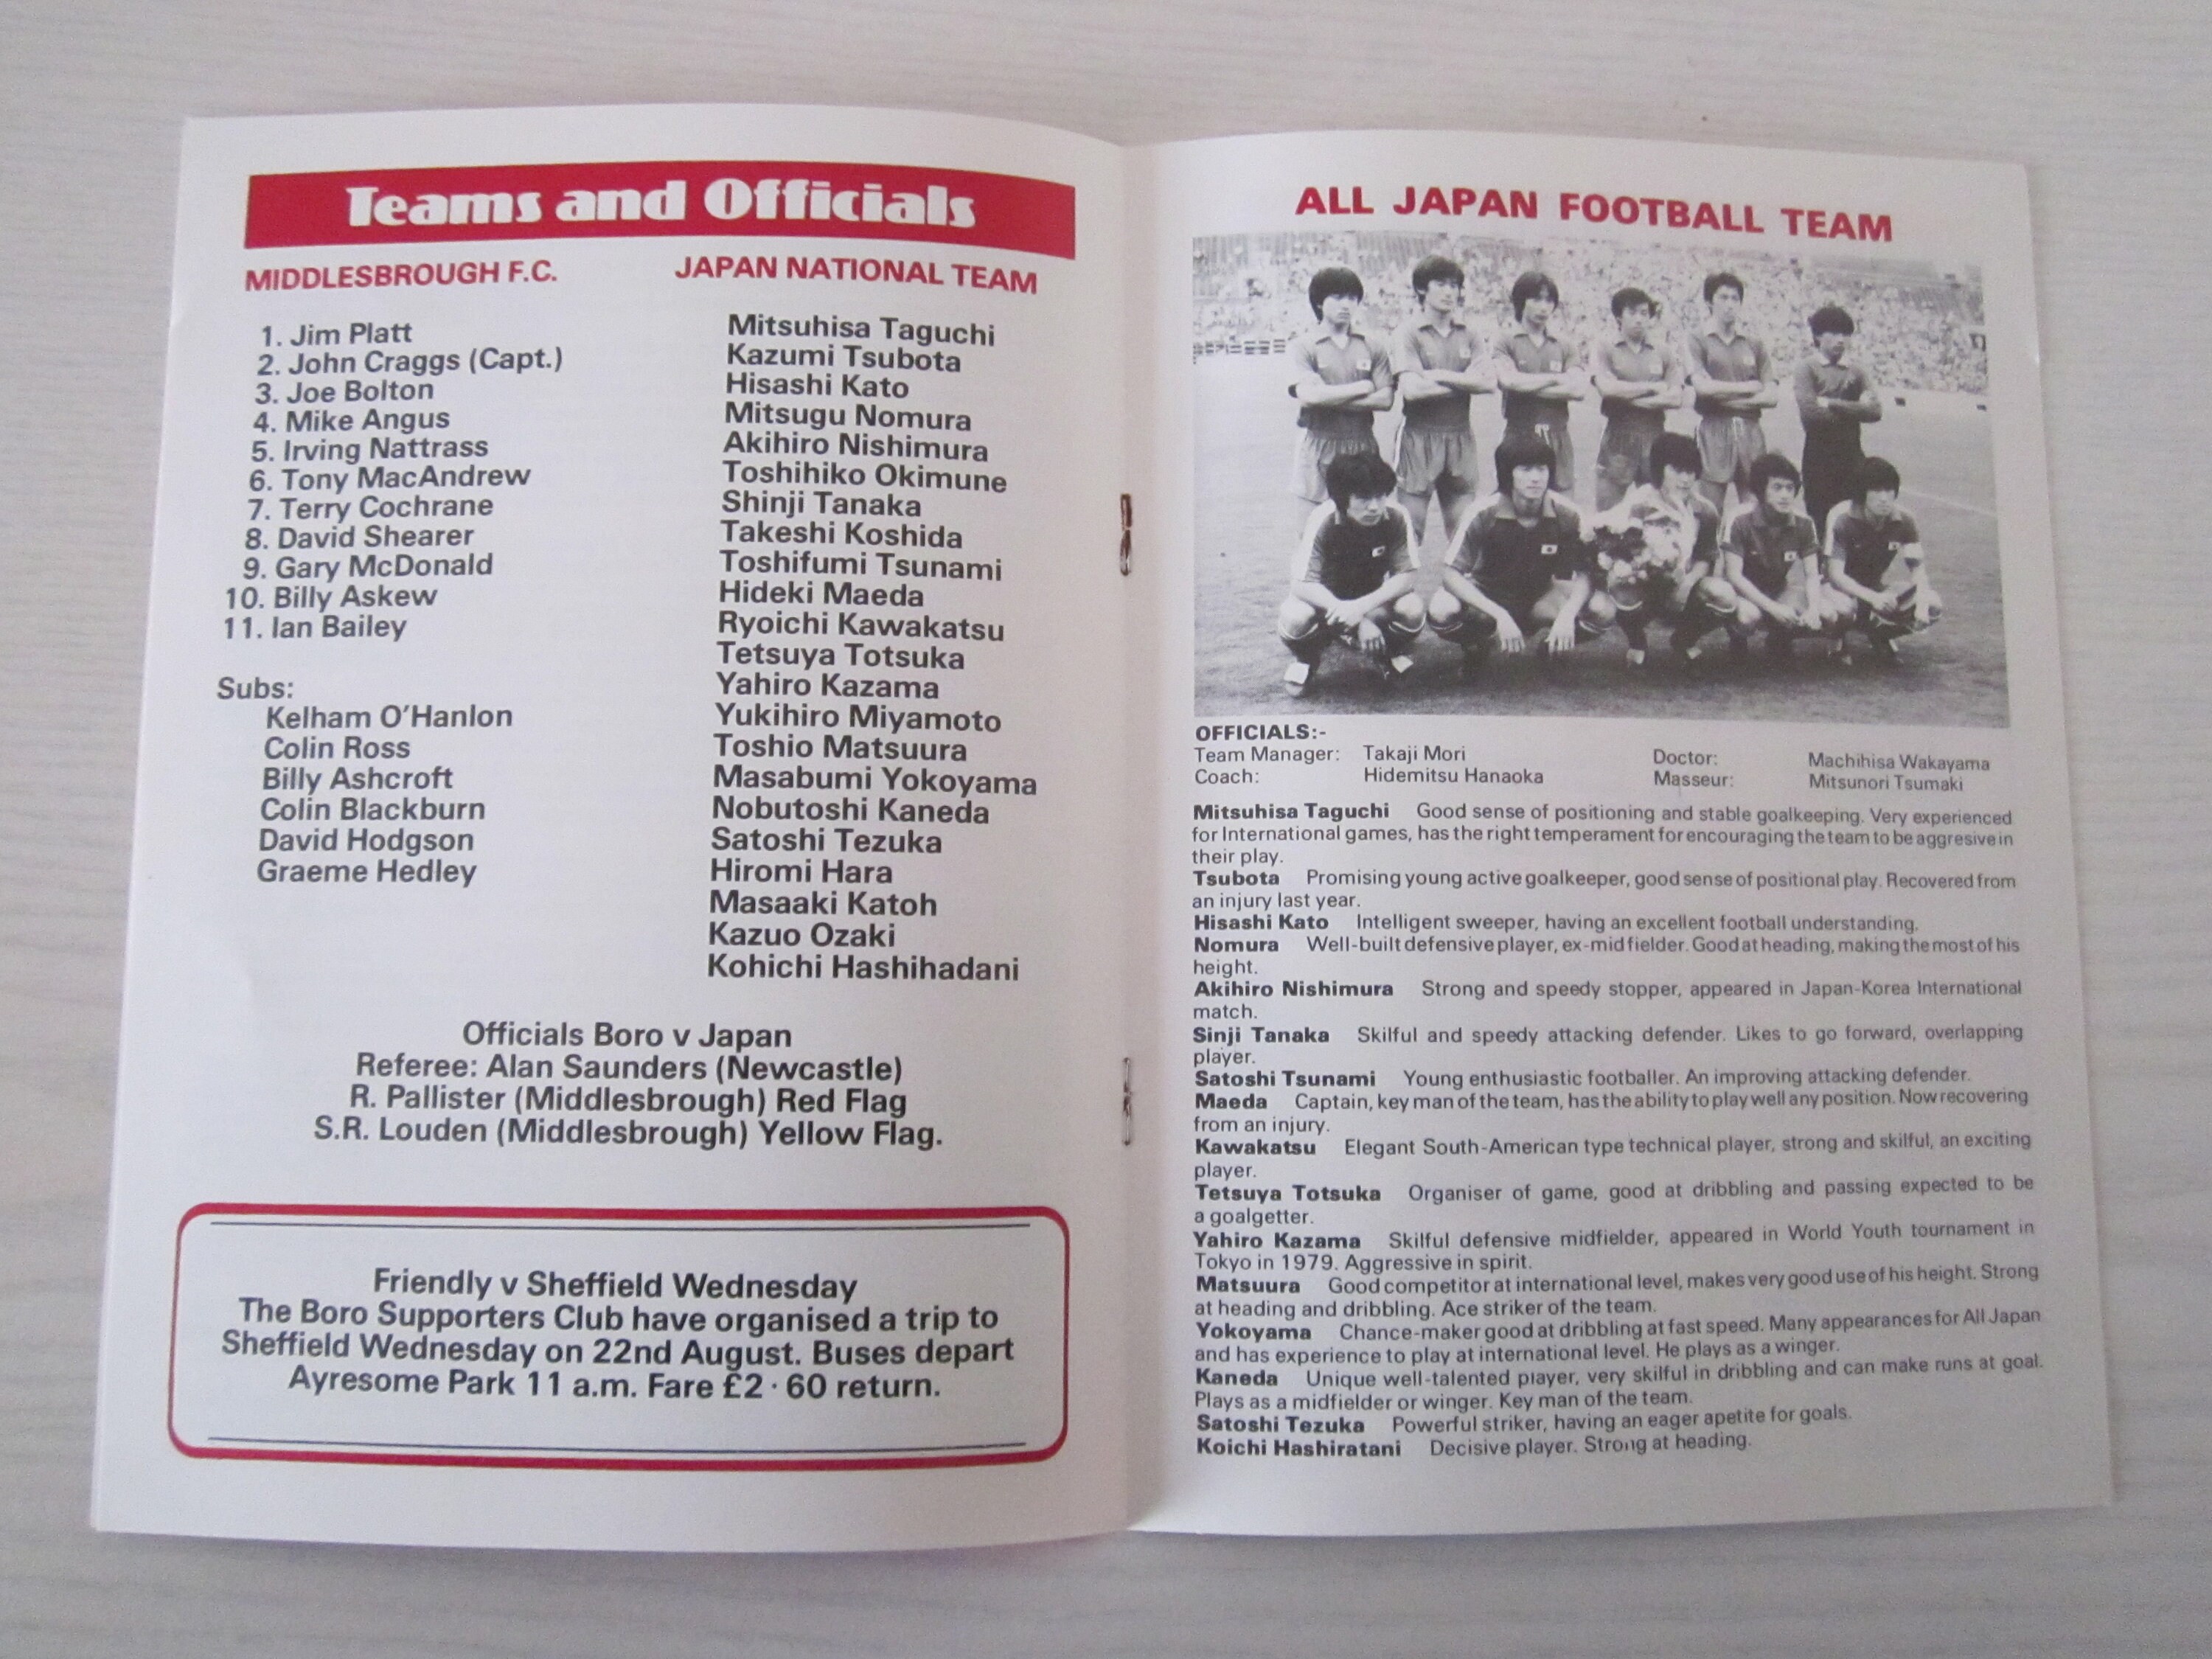 Teams and Officials
MIDDLESBROUGH F.C.
1. Jim Platt
2. John Craggs (Capt.)
3. Joe Bolton
4. Mike Angus
5. Irving Nattrass
6. Tony MacAndrew
7. Terry Cochrane
8. David Shearer
9. Gary McDonald
10. Billy Askew
11. Ian Bailey
Subs:
Kelham O'Hanlon
Colin Ross
Billy Ashcroft
Colin Blackburn
David Hodgson
Graeme Hedley
JAPAN NATIONAL TEAM
Mitsuhisa Taguchi
Kazumi Tsubota
Hisashi Kato
Mitsugu Nomura
Akihiro Nishimura
Toshihiko Okimune
Shinji Tanaka
Takeshi Koshida
Toshifumi Tsunami
Hideki Maeda
Ryoichi Kawakatsu
Tetsuya Totsuka
Yahiro Kazama
Yukihiro Miyamoto
Toshio Matsuura
Masabumi Yokoyama
Nobutoshi Kaneda
Satoshi Tezuka
Hiromi Hara
Masaaki Katoh
Kazuo Ozaki
Kohichi Hashihadani
Officials Boro v Japan
Referee: Alan Saunders (Newcastle)
R. Pallister (Middlesbrough) Red Flag
S.R. Louden (Middlesbrough) Yellow Flag.
Friendly v Sheffield Wednesday
The Boro Supporters Club have organised a trip to
Sheffield Wednesday on 22nd August. Buses depart
Ayresome Park 11 a.m. Fare £2·60 return.
ALL JAPAN FOOTBALL TEAM
OFFICIALS:-
Team Manager: Takaji Mori Doctor: Machihisa Wakayama
Coach: Hidemitsu Hanaoka Masseur: Mitsunori Tsumaki
Mitsuhisa Taguchi Good sense of positioning and stable goalkeeping. Very experienced
for International games, has the right temperament for encouraging the team to be aggresive in
their play.
Tsubota Promising young active goalkeeper, good sense of positional play. Recovered from
an injury last year.
Hisashi Kato Intelligent sweeper, having an excellent football understanding.
Nomura Well-built defensive player, ex-mid fielder. Good at heading, making the most of his
height.
Akihiro Nishimura Strong and speedy stopper, appeared in Japan-Korea International
match.
Sinji Tanaka Skilful and speedy attacking defender. Likes to go forward, overlapping
player.
Satoshi Tsunami Young enthusiastic footballer. An improving attacking defender.
Maeda Captain, key man of the team, has the ability to play well any position. Now recovering
from an injury.
Kawakatsu Elegant South-American type technical player, strong and skilful, an exciting
player.
Tetsuya Totsuka Organiser of game, good at dribbling and passing expected to be
a goalgetter.
Yahiro Kazama Skilful defensive midfielder, appeared in World Youth tournament in
Tokyo in 1979. Aggressive in spirit.
Matsuura Good competitor at international level, makes very good use of his height. Strong
at heading and dribbling. Ace striker of the team.
Yokoyama Chance-maker good at dribbling at fast speed. Many appearances for All Japan
and has experience to play at international level. He plays as a winger.
Kaneda Unique well-talented player, very skilful in dribbling and can make runs at goal.
Plays as a midfielder or winger. Key man of the team.
Satoshi Tezuka Powerful striker, having an eager apetite for goals.
Koichi Hashiratani Decisive player. Strong at heading.